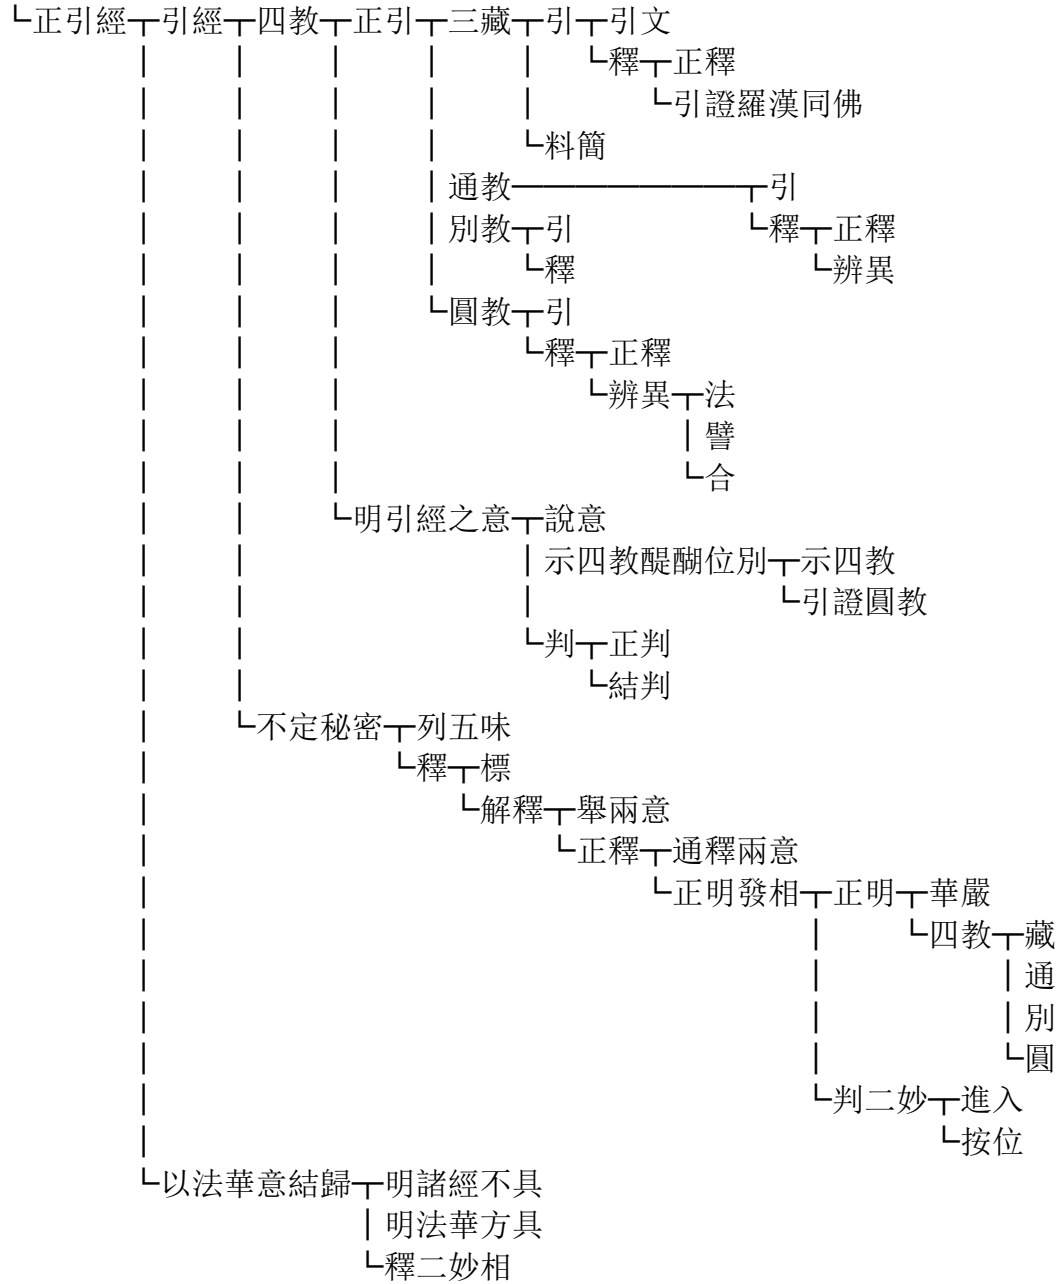 └正引經┬引經┬四教┬正引┬三藏┬引┬引文
│ │ │ │ │ └釋┬正釋
│ │ │ │ │ └引證羅漢同佛
│ │ │ │ └料簡
│ │ │ │通教────────┬引
│ │ │ │別教┬引 └釋┬正釋
│ │ │ │ └釋 └辨異
│ │ │ └圓教┬引
│ │ │ └釋┬正釋
│ │ │ └辨異┬法
│ │ │ │譬
│ │ │ └合
│ │ └明引經之意┬說意
│ │ │示四教醍醐位別┬示四教
│ │ │ └引證圓教
│ │ └判┬正判
│ │ └結判
│ └不定秘密┬列五味
│ └釋┬標
│ └解釋┬舉兩意
│ └正釋┬通釋兩意
│ └正明發相┬正明┬華嚴
│ │ └四教┬藏
│ │ │通
│ │ │別
│ │ └圓
│ └判二妙┬進入
│ └按位
└以法華意結歸┬明諸經不具
│明法華方具
└釋二妙相